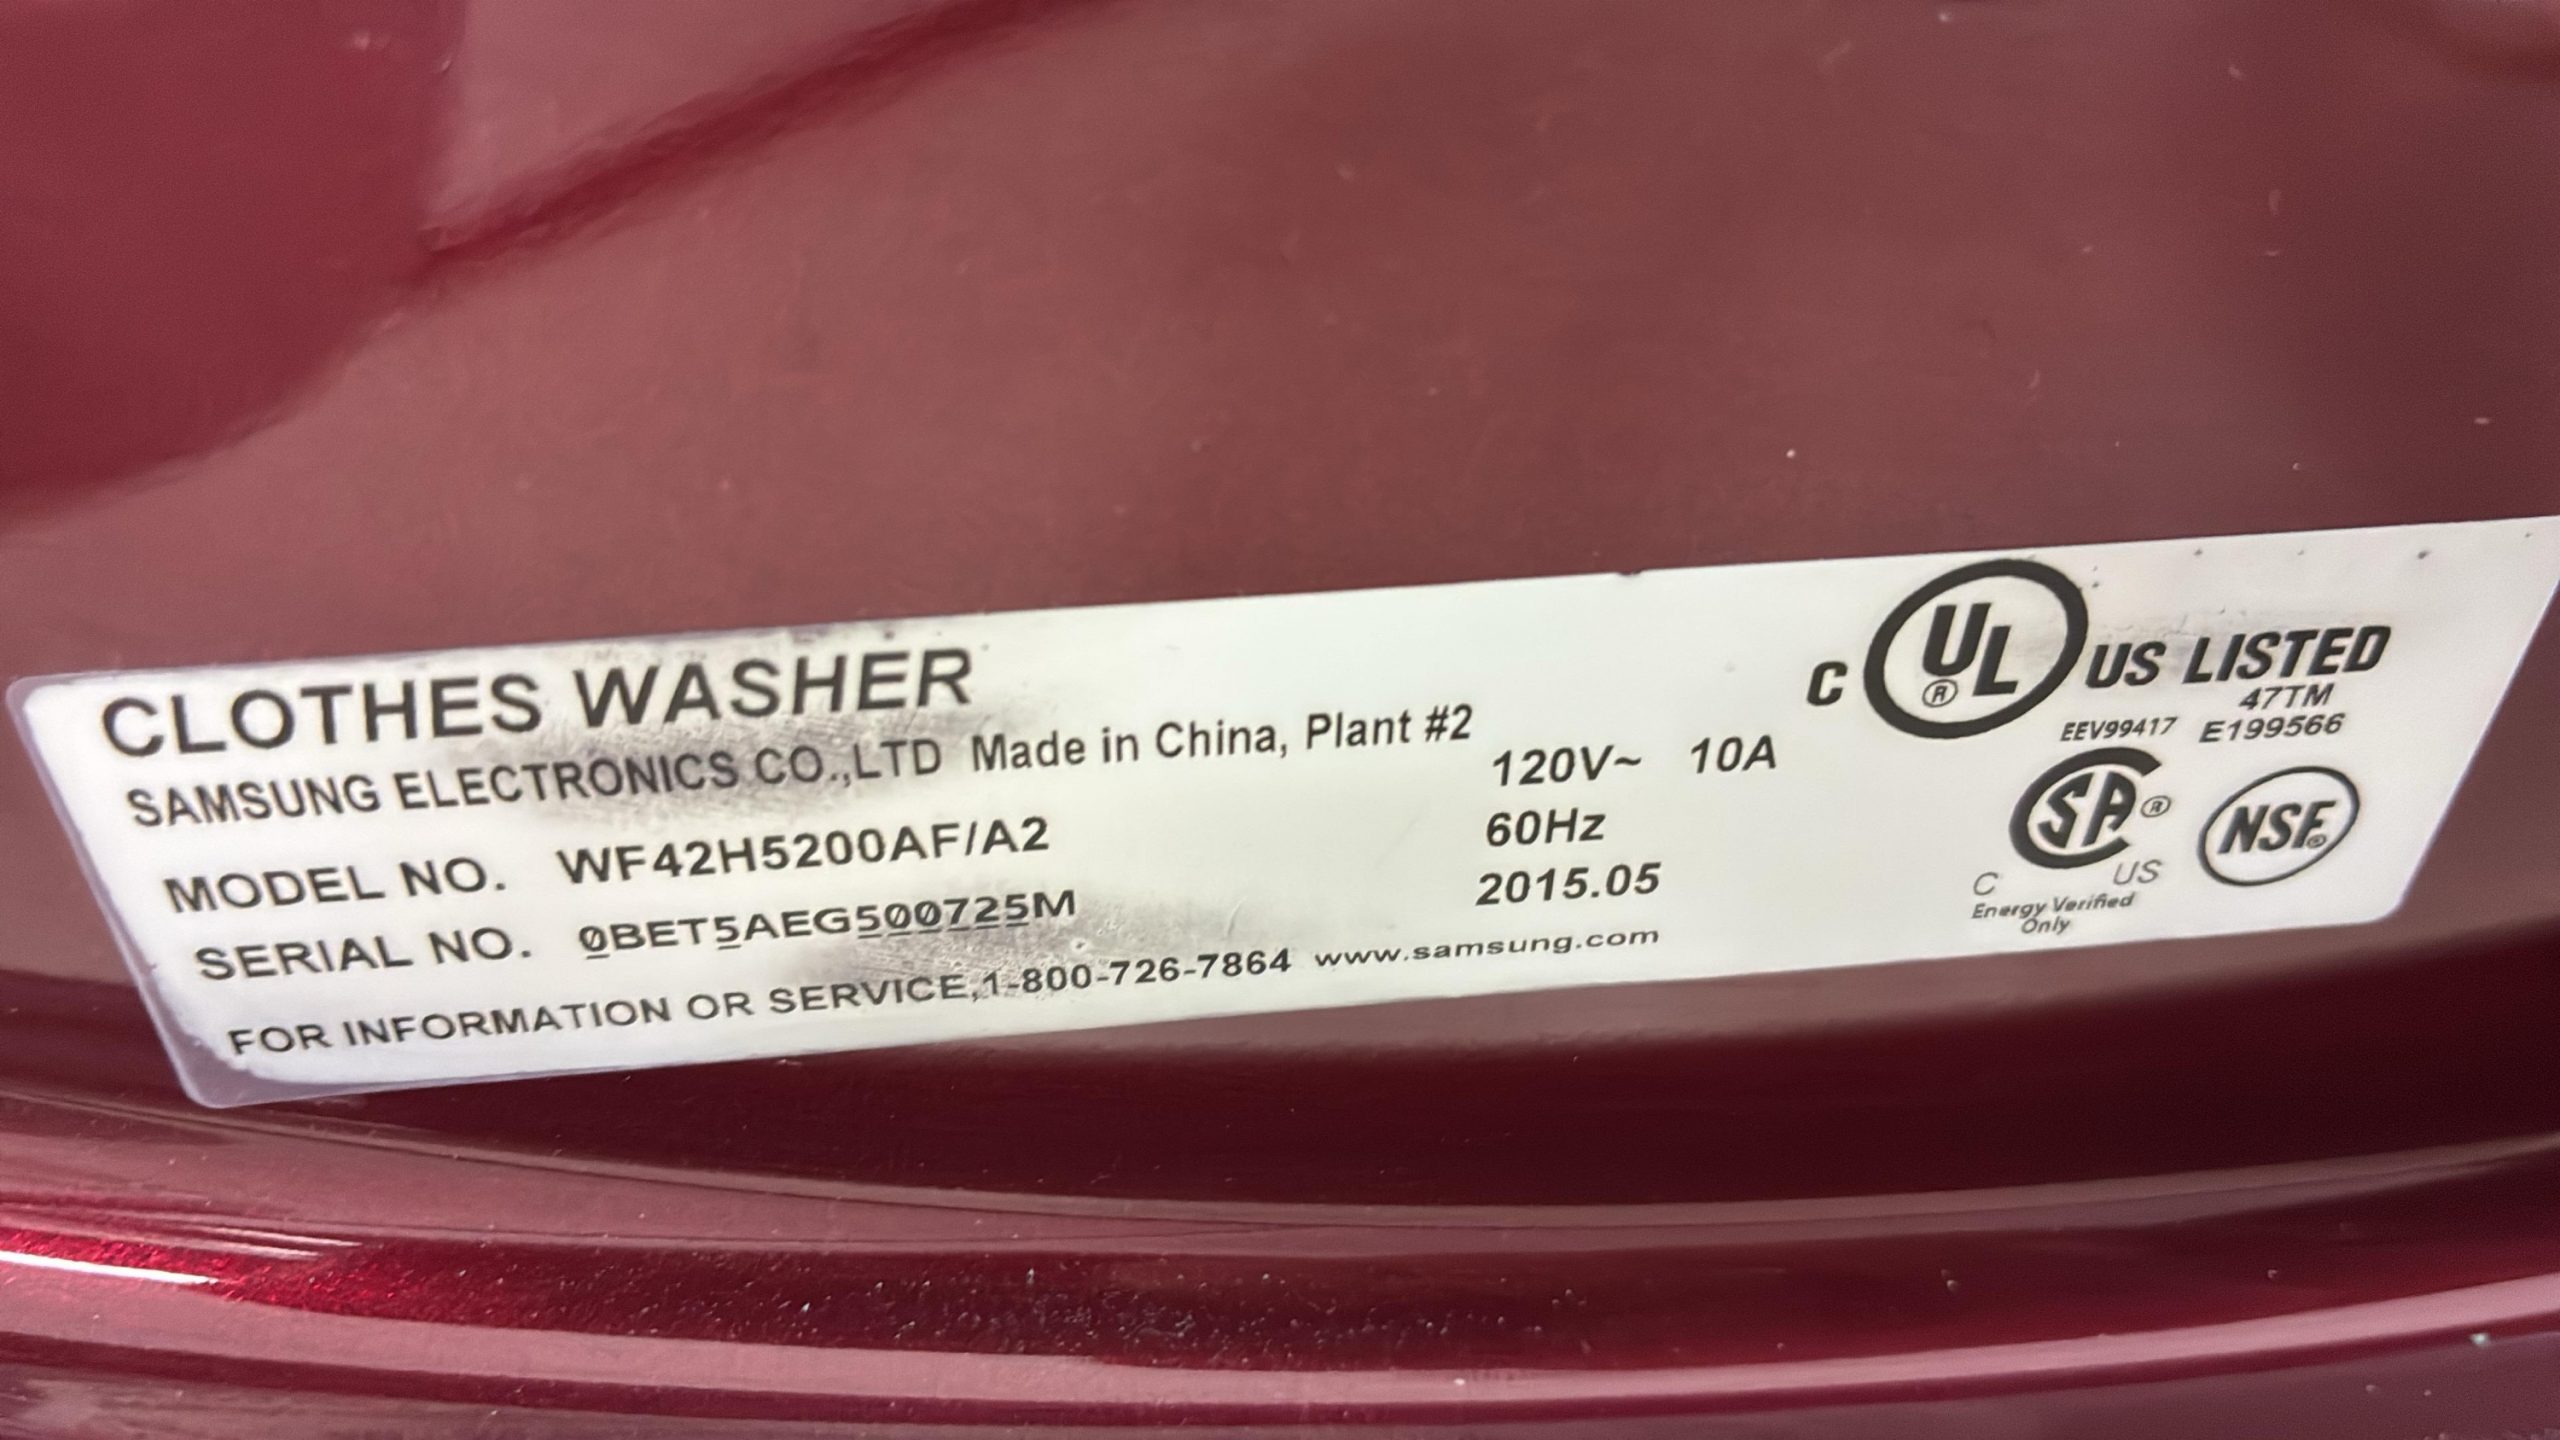 CLOTHES WASHER
SAMSUNG ELECTRONICS CO.,LTD Made in China, Plant #2
MODEL NO. WF42H5200AF/A2
SERIAL NO. 0BET5AEG500725M
FOR INFORMATION OR SERVICE,1-800-726-7864 www.samsung.com
120V~ 10A
60Hz
2015.05
C UL® US LISTED
47TM
EEV99417 E199566
SA®
C US
Energy Verified
Only
NSF®